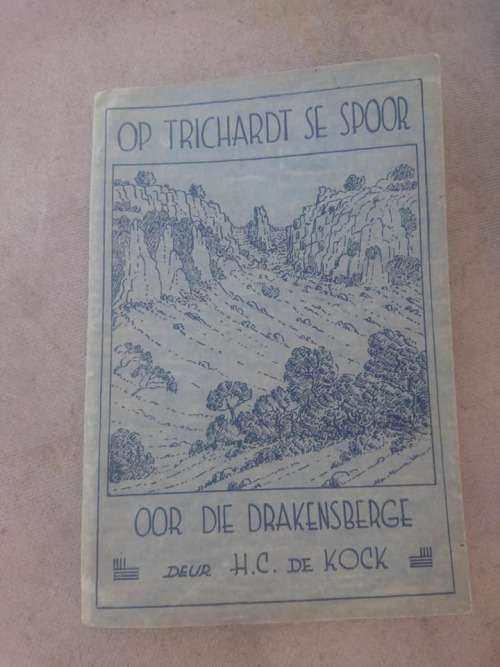 OP TRICHARDT SE SPOOR
OOR DIE DRAKENSBERGE
DEUR H.C. DE KOCK